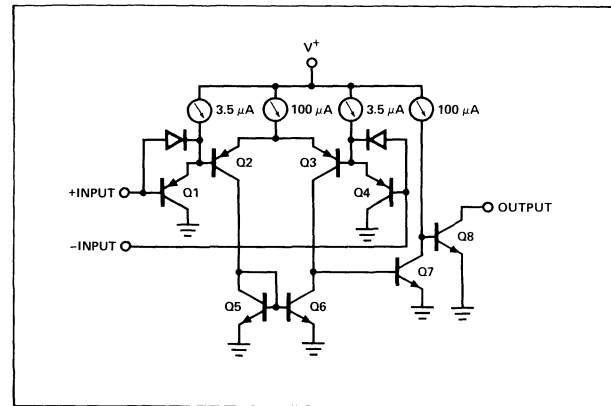 V+
3.5 μA
100 μA
3.5 μA
100 μA
Q2
Q3
Q1
Q4
+INPUT
OUTPUT
Q8
–INPUT
Q7
Q5
Q6